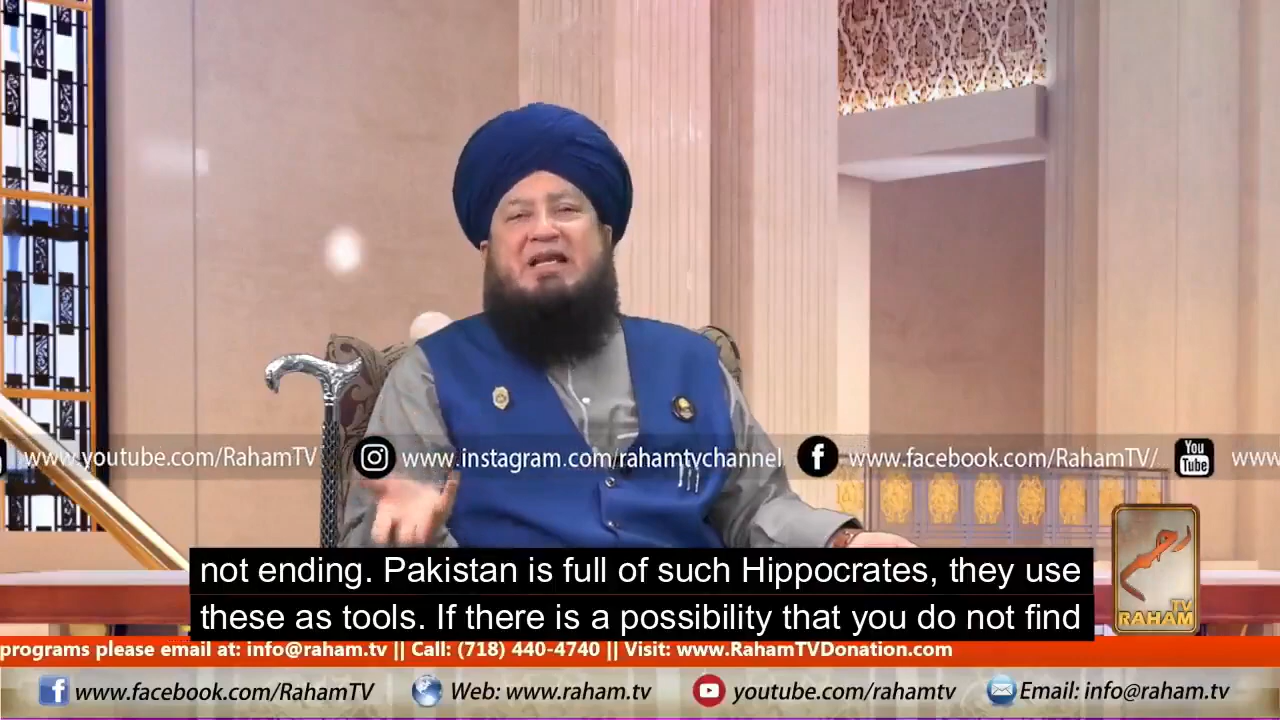 www.youtube.com/RahamTV www.instagram.com/rahamtvchannel www.facebook.com/RahamTV/ You Tube www
not ending. Pakistan is full of such Hippocrates, they use
these as tools. If there is a possibility that you do not find
رحم
TV
RAHAM
programs please email at: info@raham.tv || Call: (718) 440-4740 || Visit: www.RahamTVDonation.com
www.facebook.com/RahamTV Web: www.raham.tv youtube.com/rahamtv Email: info@raham.tv